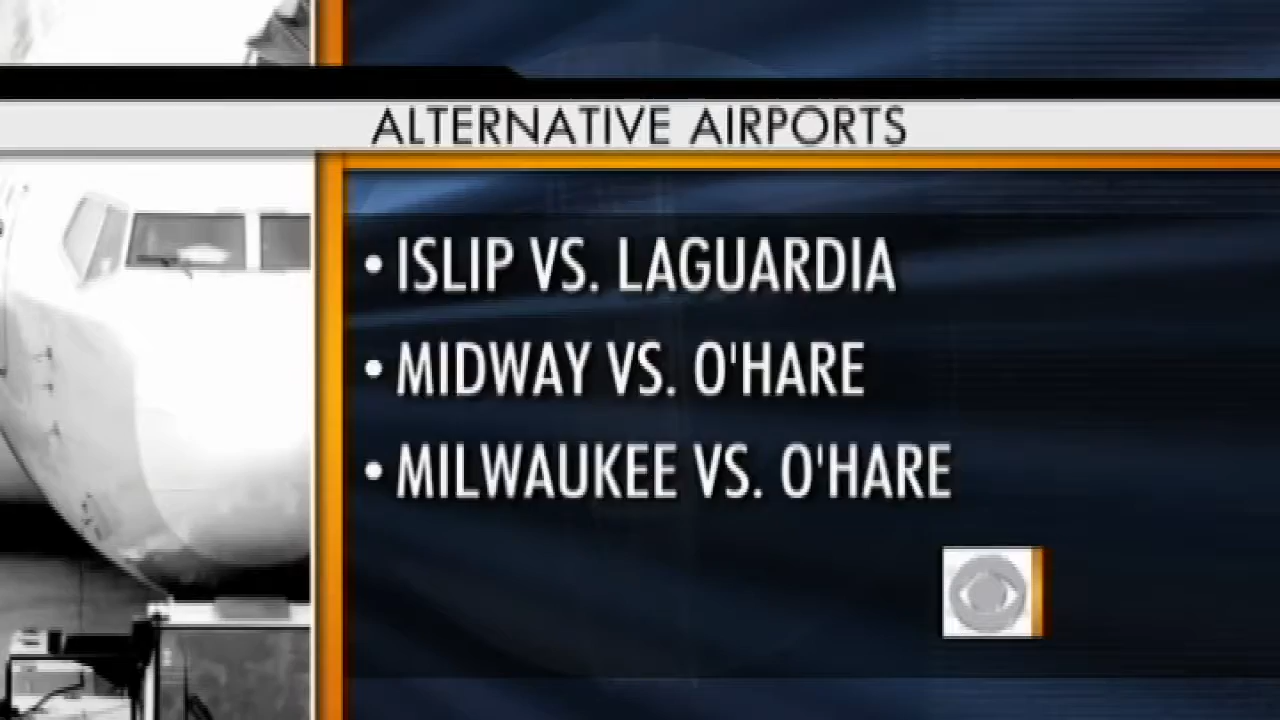 ALTERNATIVE AIRPORTS
• ISLIP VS. LAGUARDIA
• MIDWAY VS. O'HARE
• MILWAUKEE VS. O'HARE